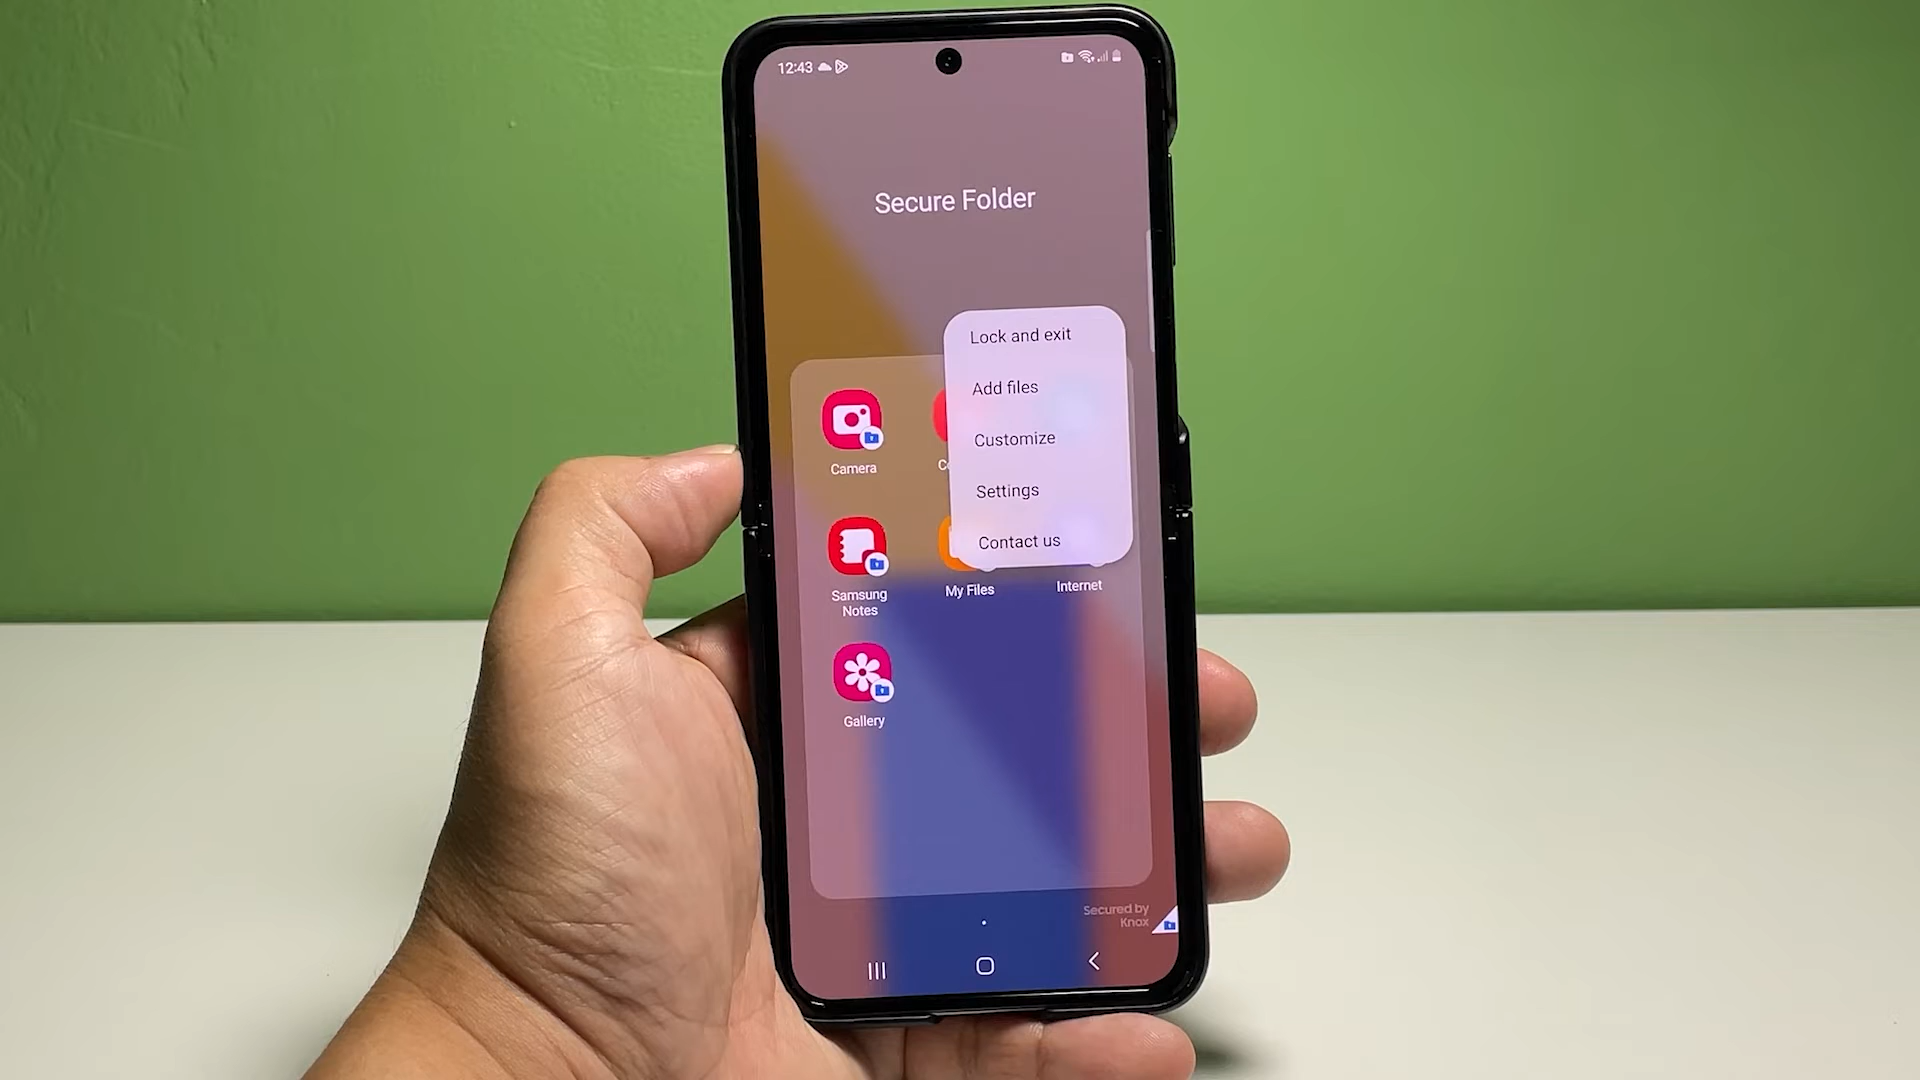 12:43
Secure Folder
Lock and exit
Add files
Customize
Settings
Contact us
Camera
Samsung
Notes
My Files
Internet
Gallery
Secured by
Knox